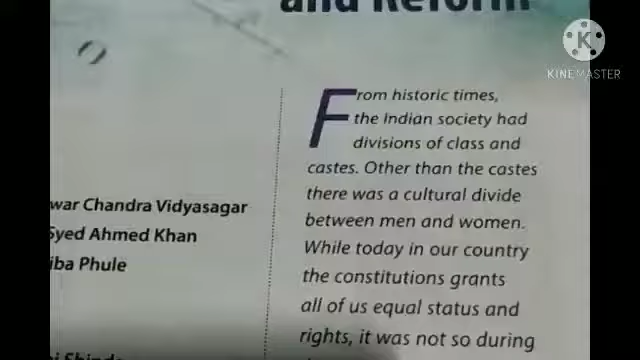 and Reform
KINEMASTER
war Chandra Vidyasagar
Syed Ahmed Khan
iba Phule
From historic times,
the Indian society had
divisions of class and
castes. Other than the castes
there was a cultural divide
between men and women.
While today in our country
the constitutions grants
all of us equal status and
rights, it was not so during